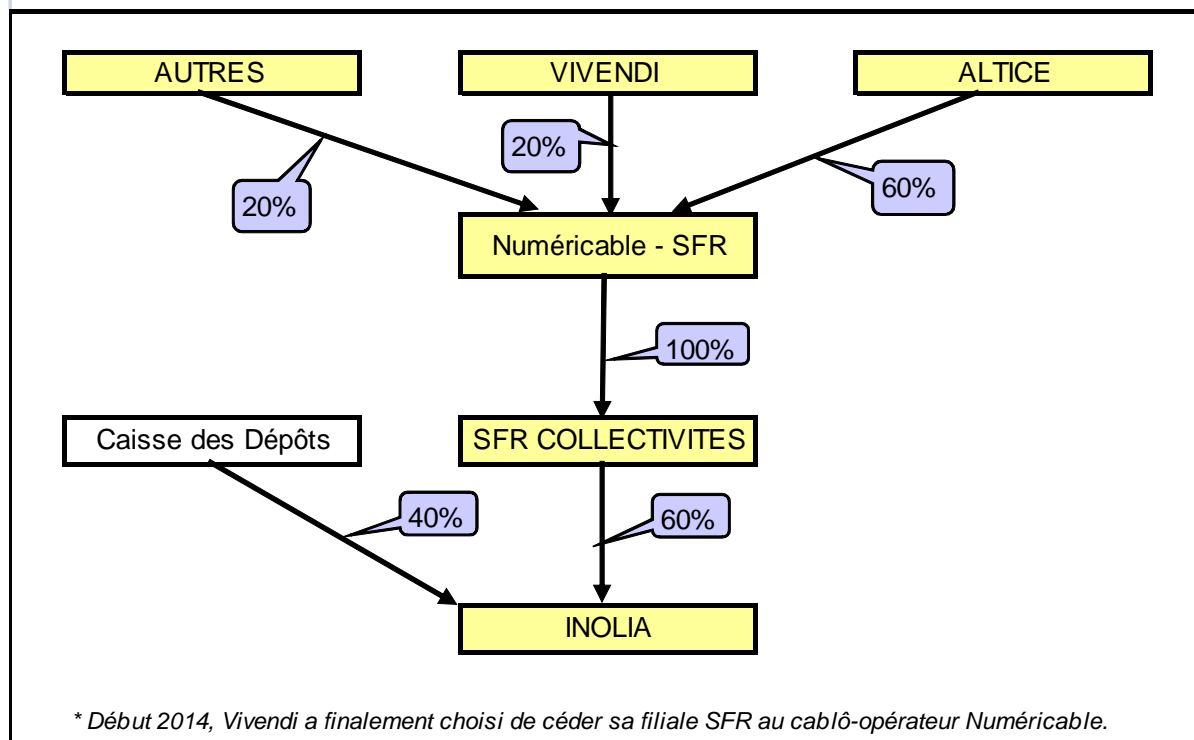 AUTRES
VIVENDI
ALTICE
20%
20%
60%
Numéricable - SFR
100%
Caisse des Dépôts
SFR COLLECTIVITES
40%
60%
INOLIA
* Début 2014, Vivendi a finalement choisi de céder sa filiale SFR au cablô-opérateur Numéricable.